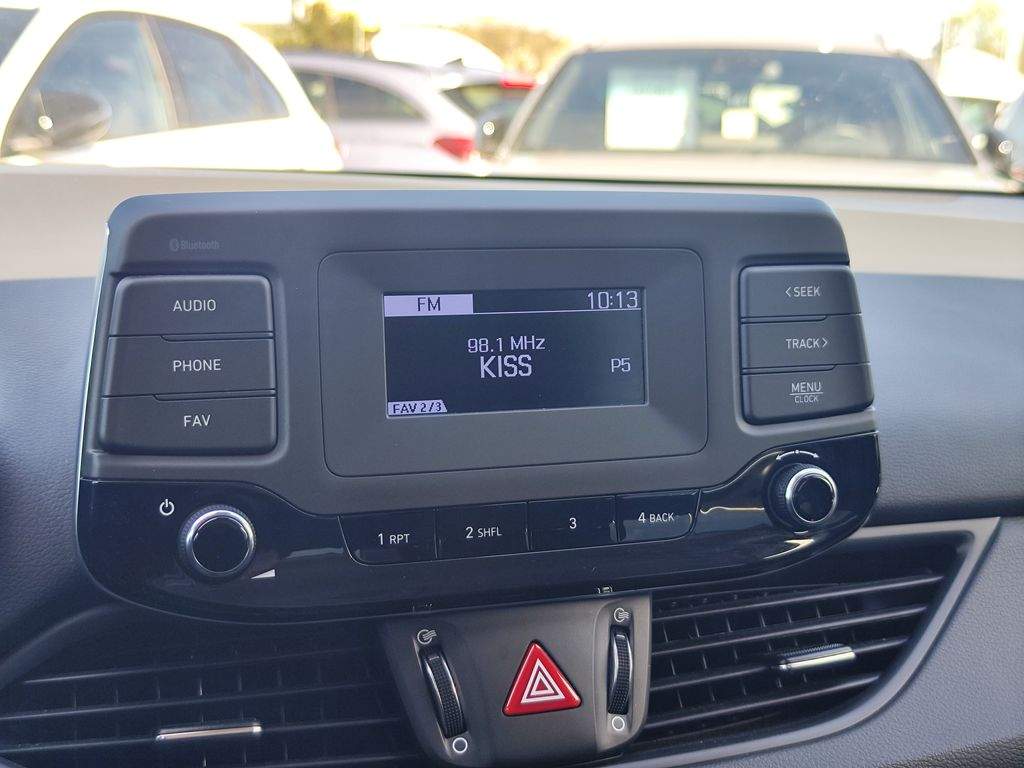 Bluetooth
AUDIO
PHONE
FAV
FM 10:13
98.1 MHz
KISS P5
FAV 2/3
<SEEK
TRACK>
MENU
CLOCK
1 RPT
2 SHFL
3
4 BACK